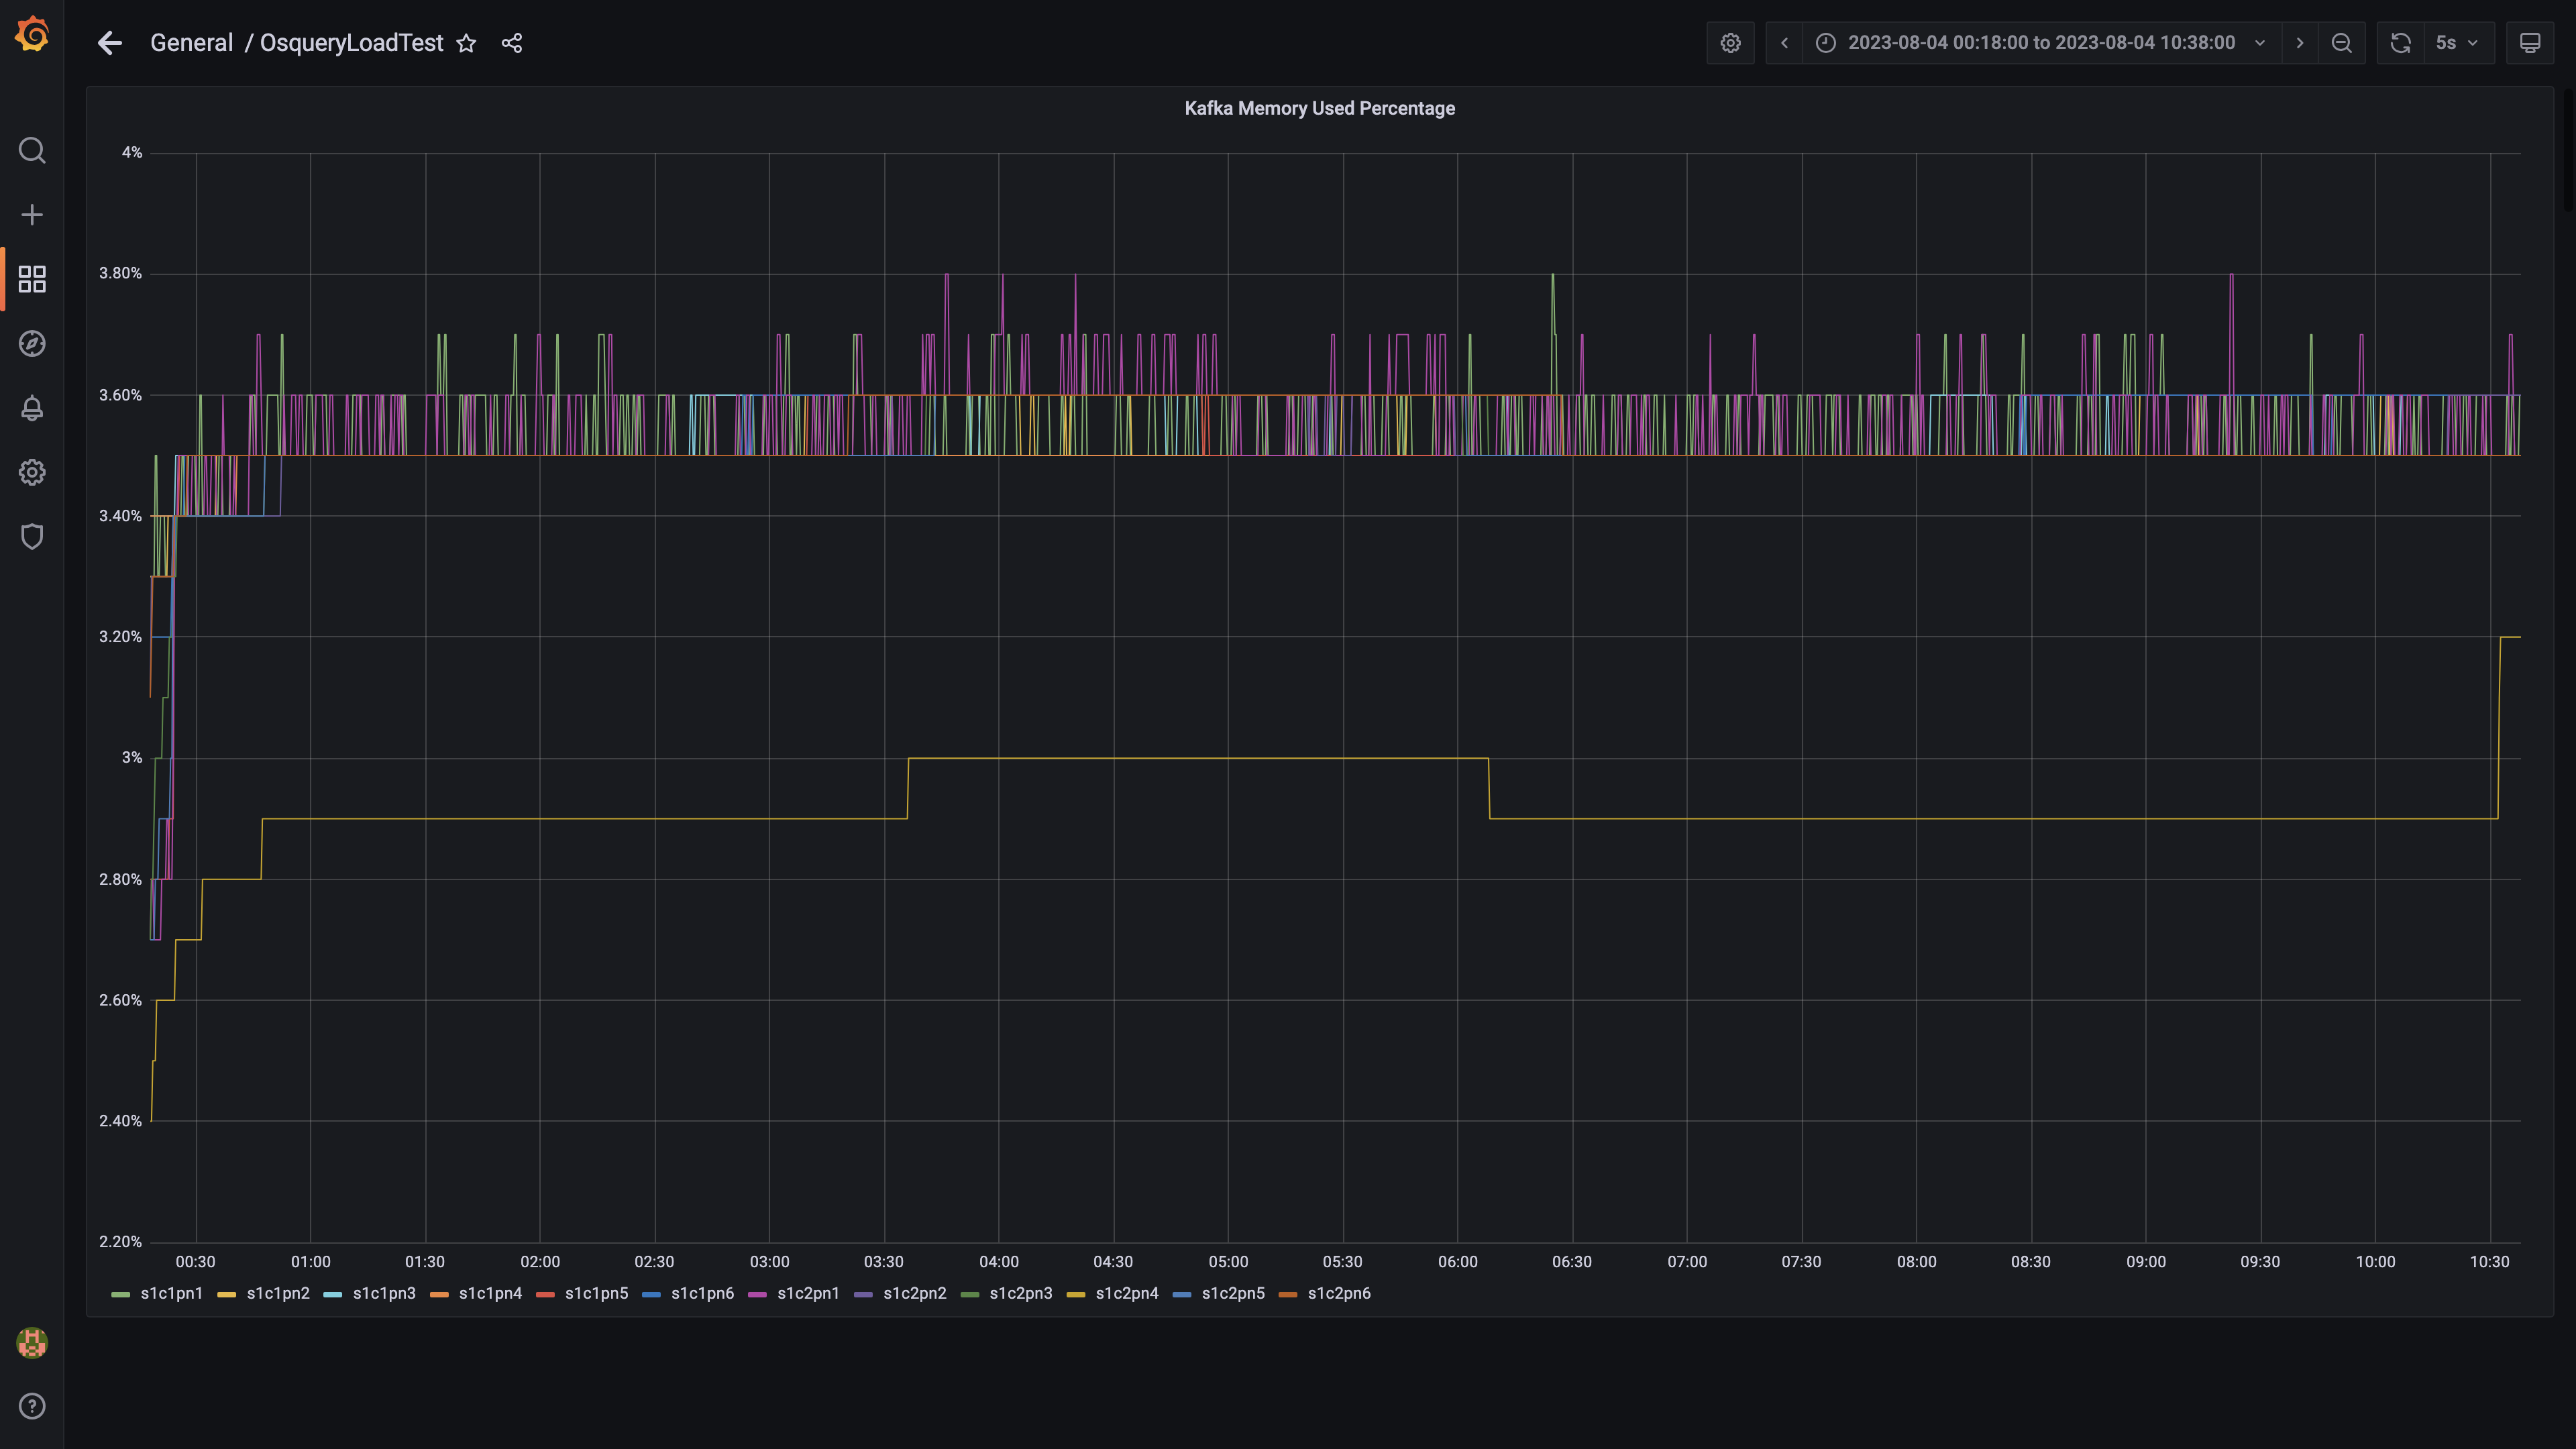 General / OsqueryLoadTest
2023-08-04 00:18:00 to 2023-08-04 10:38:00
5s
Kafka Memory Used Percentage
4%
3.80%
3.60%
3.40%
3.20%
3%
2.80%
2.60%
2.40%
2.20%
00:30 01:00 01:30 02:00 02:30 03:00 03:30 04:00 04:30 05:00 05:30 06:00 06:30 07:00 07:30 08:00 08:30 09:00 09:30 10:00 10:30
s1c1pn1 s1c1pn2 s1c1pn3 s1c1pn4 s1c1pn5 s1c1pn6 s1c2pn1 s1c2pn2 s1c2pn3 s1c2pn4 s1c2pn5 s1c2pn6